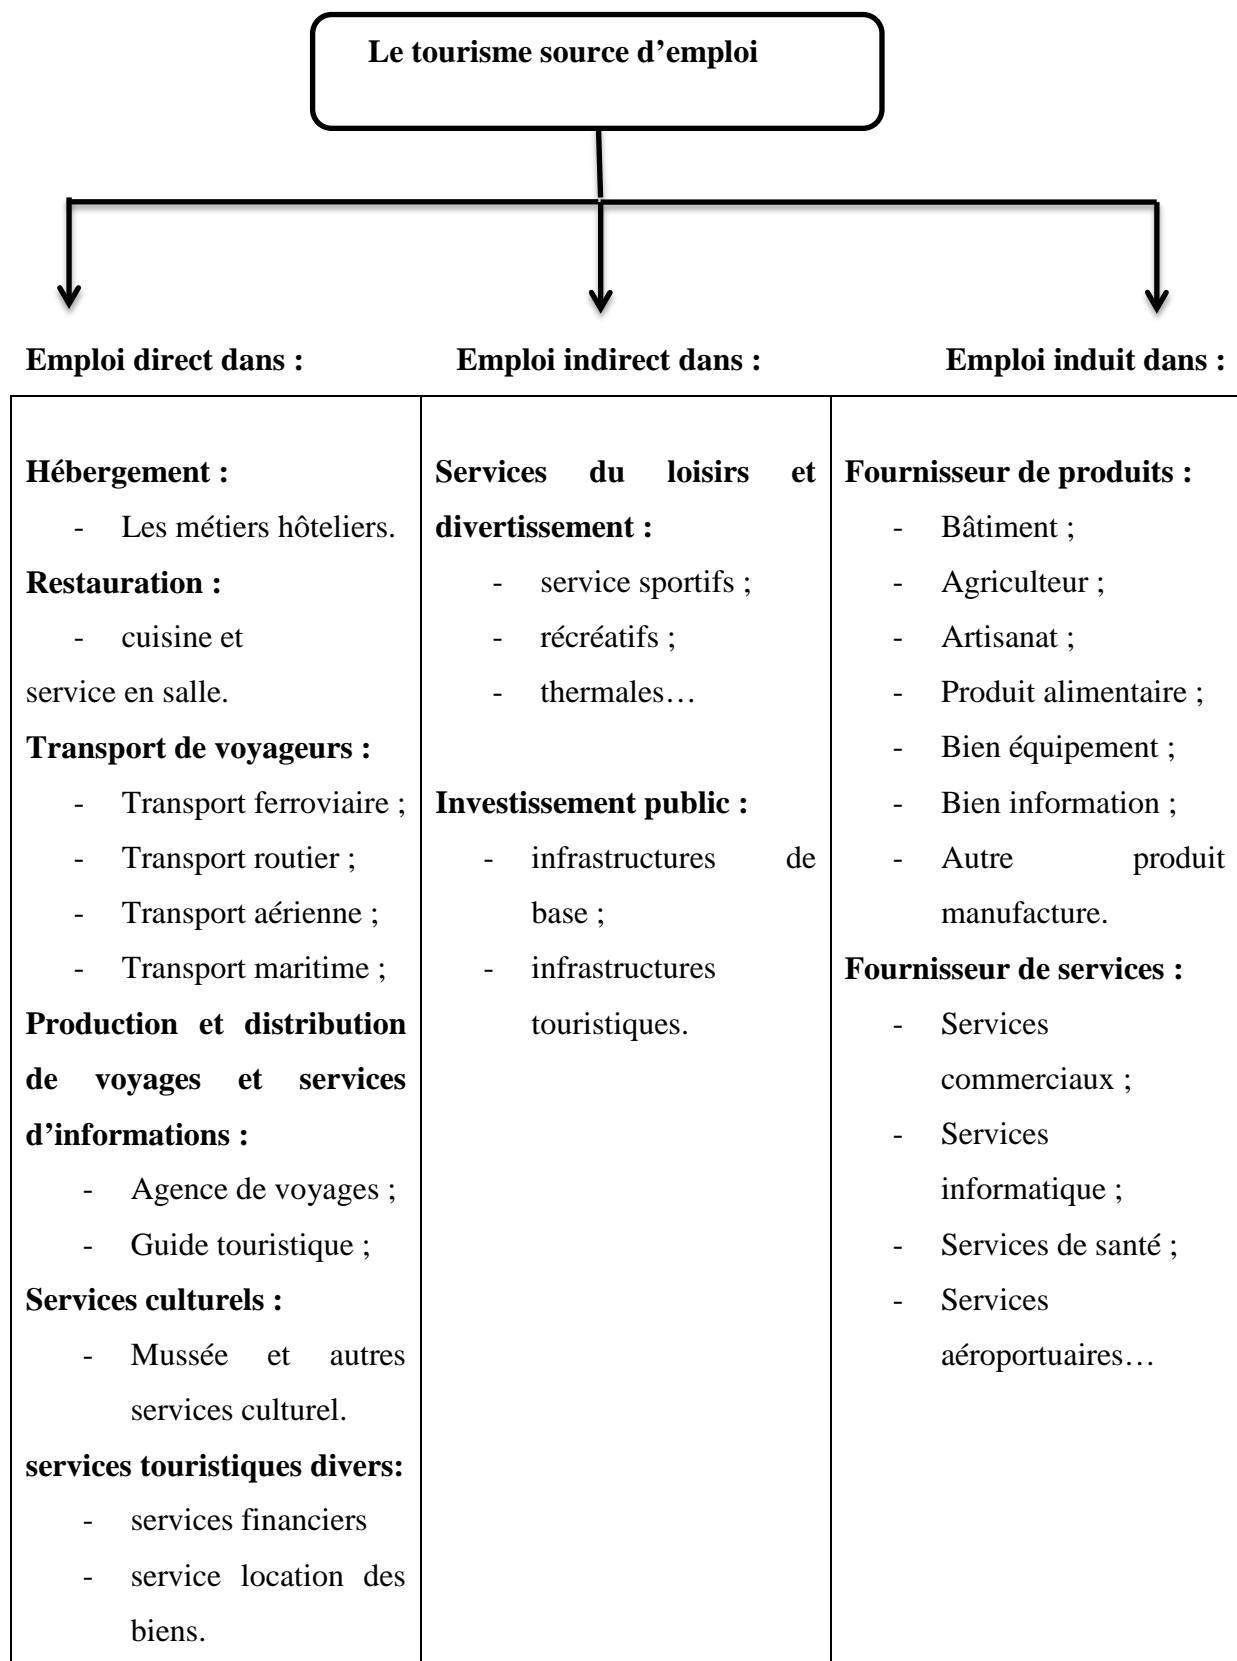 Le tourisme source d’emploi
Emploi direct dans :
Emploi indirect dans :
Emploi induit dans :
Hébergement :
- Les métiers hôteliers.
Restauration :
- cuisine et
service en salle.
Transport de voyageurs :
- Transport ferroviaire ;
- Transport routier ;
- Transport aérienne ;
- Transport maritime ;
Production et distribution
de voyages et services
d’informations :
- Agence de voyages ;
- Guide touristique ;
Services culturels :
- Mussée et autres
services culturel.
services touristiques divers:
- services financiers
- service location des
biens.
Services du loisirs et
divertissement :
- service sportifs ;
- récréatifs ;
- thermales…
Investissement public :
- infrastructures de
base ;
- infrastructures
touristiques.
Fournisseur de produits :
- Bâtiment ;
- Agriculteur ;
- Artisanat ;
- Produit alimentaire ;
- Bien équipement ;
- Bien information ;
- Autre produit
manufacture.
Fournisseur de services :
- Services
commerciaux ;
- Services
informatique ;
- Services de santé ;
- Services
aéroportuaires…